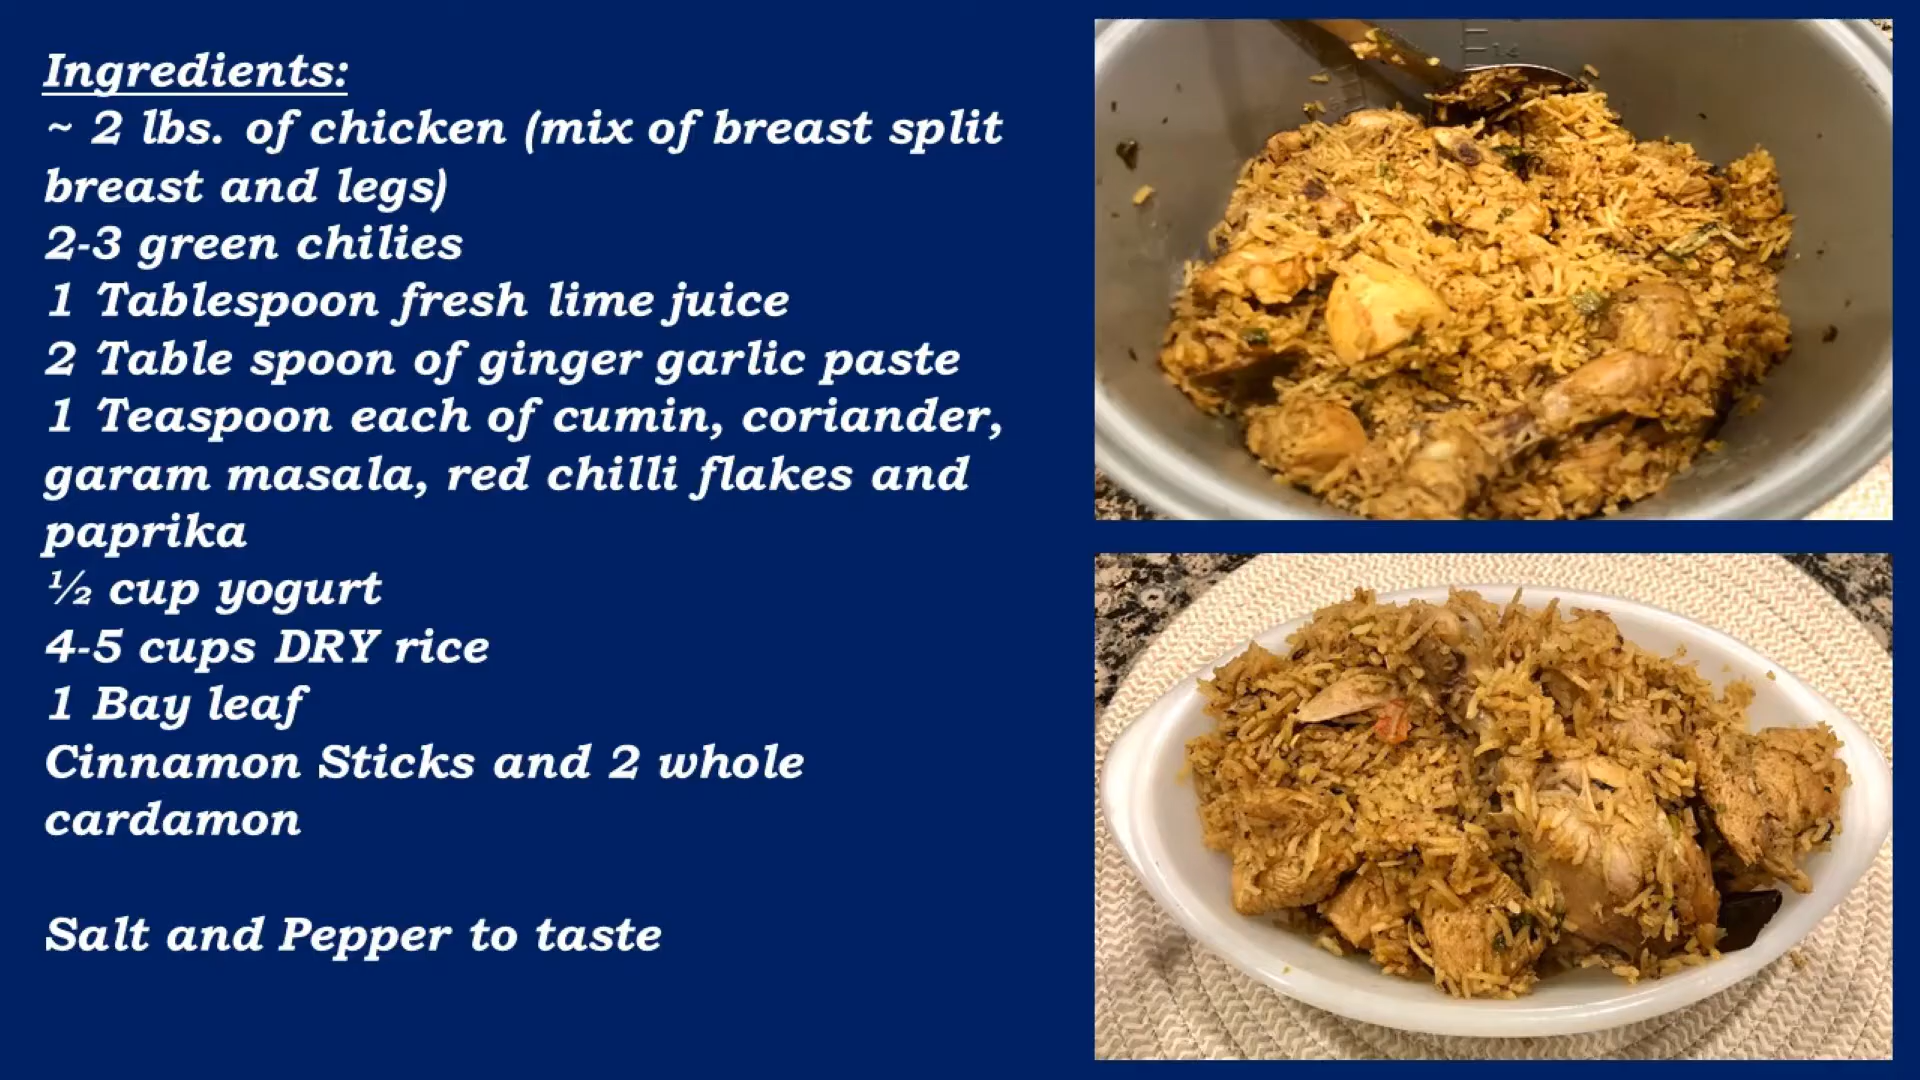 Ingredients:
~ 2 lbs. of chicken (mix of breast split
breast and legs)
2-3 green chilies
1 Tablespoon fresh lime juice
2 Table spoon of ginger garlic paste
1 Teaspoon each of cumin, coriander,
garam masala, red chilli flakes and
paprika
½ cup yogurt
4-5 cups DRY rice
1 Bay leaf
Cinnamon Sticks and 2 whole
cardamon
Salt and Pepper to taste